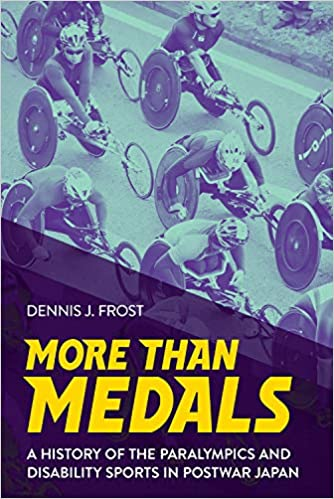 DENNIS J. FROST
MORE THAN
MEDALS
A HISTORY OF THE PARALYMPICS AND
DISABILITY SPORTS IN POSTWAR JAPAN